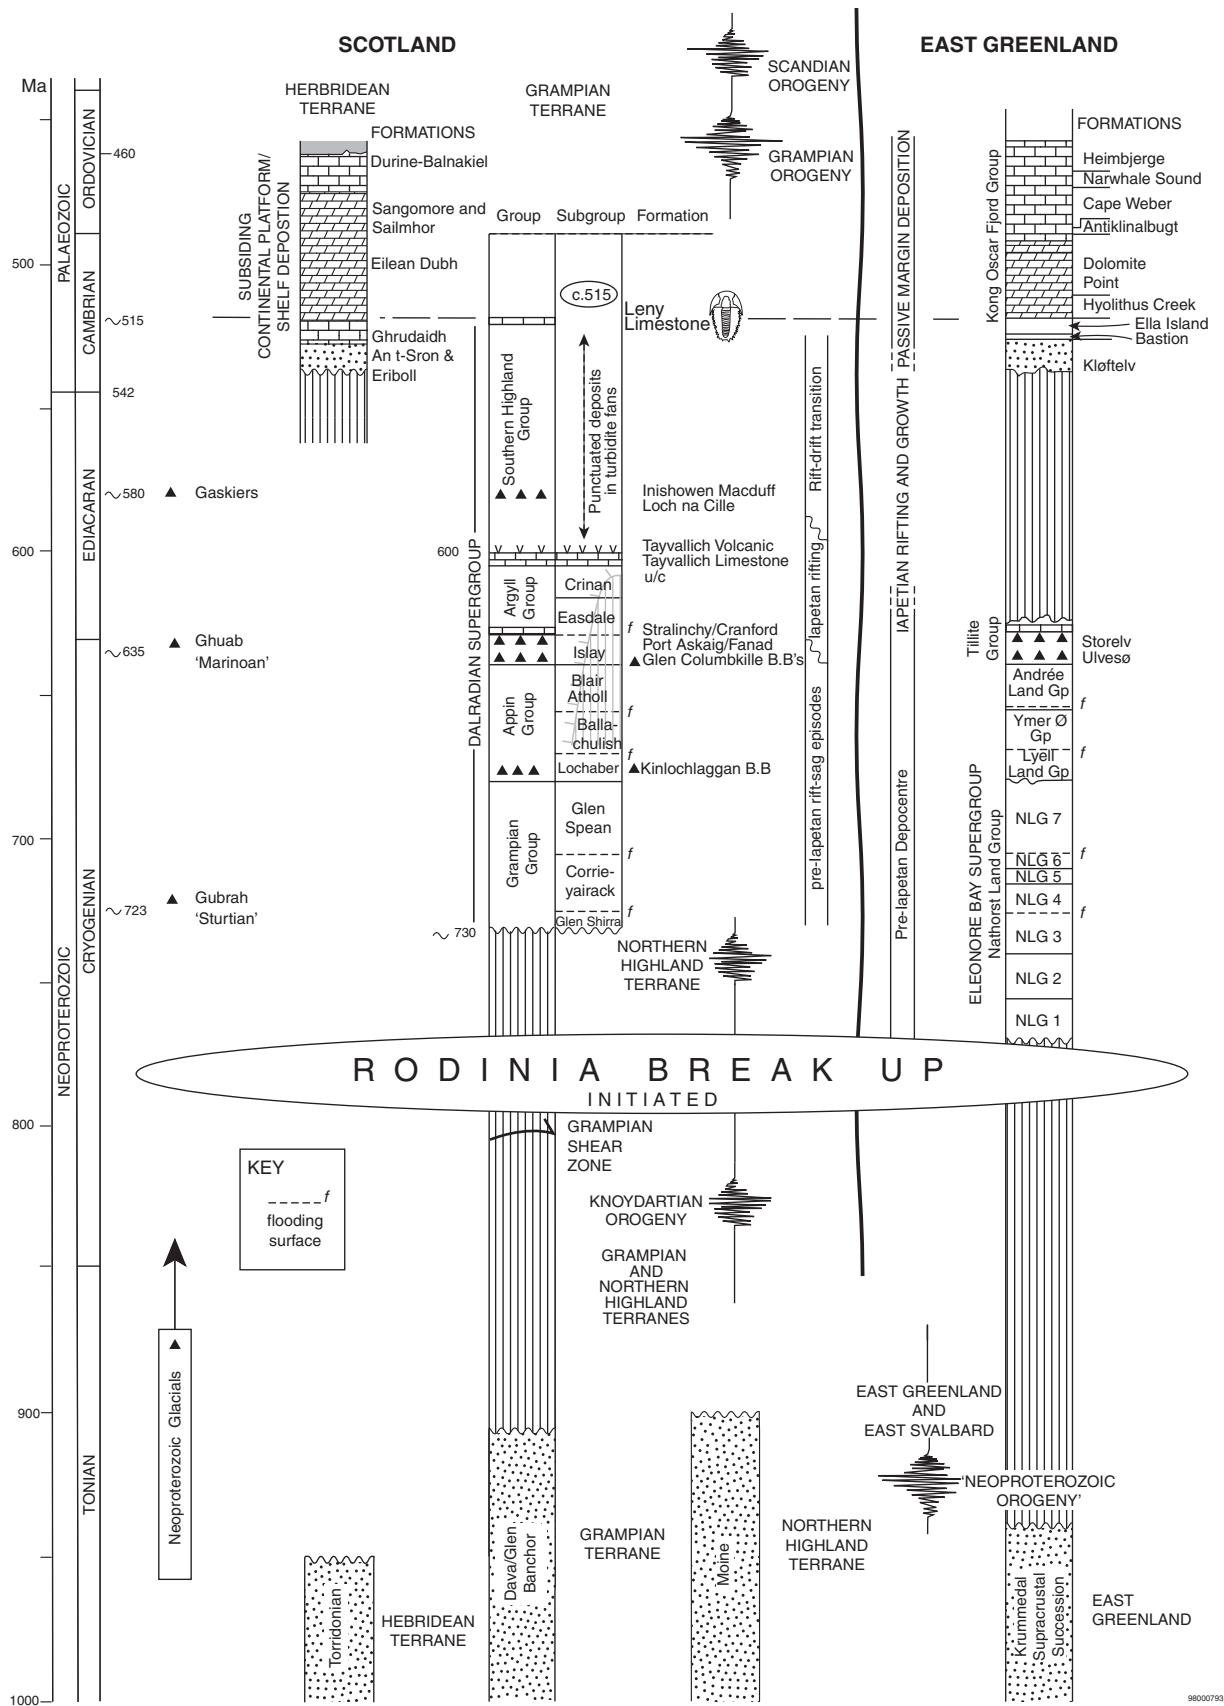 SCOTLAND
EAST GREENLAND
Ma
HERBRIDEAN
TERRANE
GRAMPIAN
TERRANE
SCANDIAN
OROGENY
GRAMPIAN
OROGENY
FORMATIONS
Durine-Balnakiel
Sangomore and
Sailmhor
Eilean Dubh
Ghrudaidh
An t-Sron &
Eriboll
SUBSIDING
CONTINENTAL PLATFORM/
SHELF DEPOSTION
PALAEOZOIC
ORDOVICIAN
CAMBRIAN
NEOPROTEROZOIC
EDIACARAN
CRYOGENIAN
TONIAN
460
500
515
542
580
600
635
700
723
800
900
1000
Gaskiers
Ghuab
'Marinoan'
Gubrah
'Sturtian'
Group
Subgroup
Formation
c.515
Leny
Limestone
DALRADIAN SUPERGROUP
Southern Highland
Group
Punctuated deposits
in turbidite fans
Inishowen Macduff
Loch na Cille
600
Tayvallich Volcanic
Tayvallich Limestone
u/c
Argyll
Group
Crinan
Easdale
f
Stralinchy/Cranford
Port Askaig/Fanad
Glen Columbkille B.B's
Islay
Appin
Group
Blair
Atholl
f
Balla-
chulish
f
Lochaber
Kinlochlaggan B.B
Grampian
Group
Glen
Spean
f
Corrie-
yairack
f
Glen Shirra
730
Rift-drift transition
Iapetan rifting
pre-Iapetan rift-sag episodes
PASSIVE MARGIN DEPOSITION
IAPETIAN RIFTING AND GROWTH
Pre-Iapetan Depocentre
FORMATIONS
Kong Oscar Fjord Group
Heimbjerge
Narwhale Sound
Cape Weber
Antiklinalbugt
Dolomite
Point
Hyolithus Creek
Ella Island
Bastion
Kløftelv
Tillite
Group
Storelv
Ulvesø
ELEONORE BAY SUPERGROUP
Nathorst Land Group
Andrée
Land Gp
f
Ymer Ø
Gp
f
Lyell
Land Gp
NLG 7
f
NLG 6
NLG 5
NLG 4
f
NLG 3
NLG 2
NLG 1
NORTHERN
HIGHLAND
TERRANE
RODINIA BREAK UP
INITIATED
GRAMPIAN
SHEAR
ZONE
KEY
f
flooding
surface
KNOYDARTIAN
OROGENY
GRAMPIAN
AND
NORTHERN
HIGHLAND
TERRANES
Neoproterozoic Glacials
EAST GREENLAND
AND
EAST SVALBARD
'NEOPROTEROZOIC
OROGENY'
Torridonian
HEBRIDEAN
TERRANE
Dava/Glen
Banchor
GRAMPIAN
TERRANE
Moine
NORTHERN
HIGHLAND
TERRANE
Krummedal
Supracrustal
Succession
EAST
GREENLAND
98000793